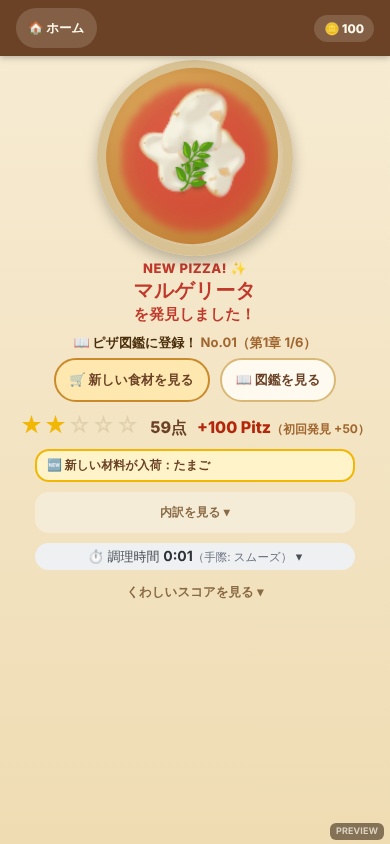 🏠 ホーム
🪙 100
NEW PIZZA! ✨
マルゲリータ
を発見しました！
📖 ピザ図鑑に登録！ No.01（第1章 1/6）
🛒 新しい食材を見る
📖 図鑑を見る
★★☆☆☆ 59点 +100 Pitz（初回発見 +50）
🆕 新しい材料が入荷：たまご
内訳を見る ▾
⏱️ 調理時間 0:01（手際: スムーズ） ▾
くわしいスコアを見る ▾
PREVIEW